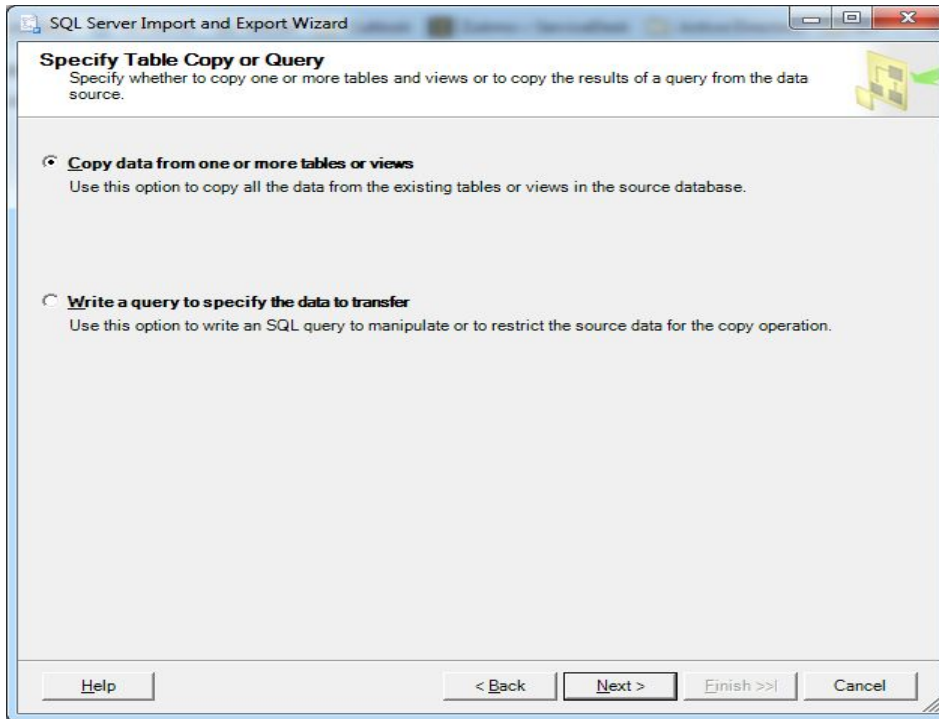 SQL Server Import and Export Wizard
Specify Table Copy or Query
Specify whether to copy one or more tables and views or to copy the results of a query from the data
source.
Copy data from one or more tables or views
Use this option to copy all the data from the existing tables or views in the source database.
Write a query to specify the data to transfer
Use this option to write an SQL query to manipulate or to restrict the source data for the copy operation.
Help
< Back
Next >
Finish >>|
Cancel